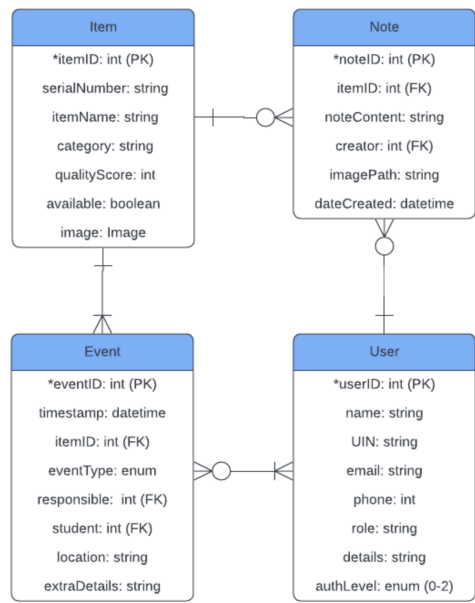 Item
*itemID: int (PK)
serialNumber: string
itemName: string
category: string
qualityScore: int
available: boolean
image: Image
Note
*noteID: int (PK)
itemID: int (FK)
noteContent: string
creator: int (FK)
imagePath: string
dateCreated: datetime
Event
*eventID: int (PK)
timestamp: datetime
itemID: int (FK)
eventType: enum
responsible: int (FK)
student: int (FK)
location: string
extraDetails: string
User
*userID: int (PK)
name: string
UIN: string
email: string
phone: int
role: string
details: string
authLevel: enum (0-2)